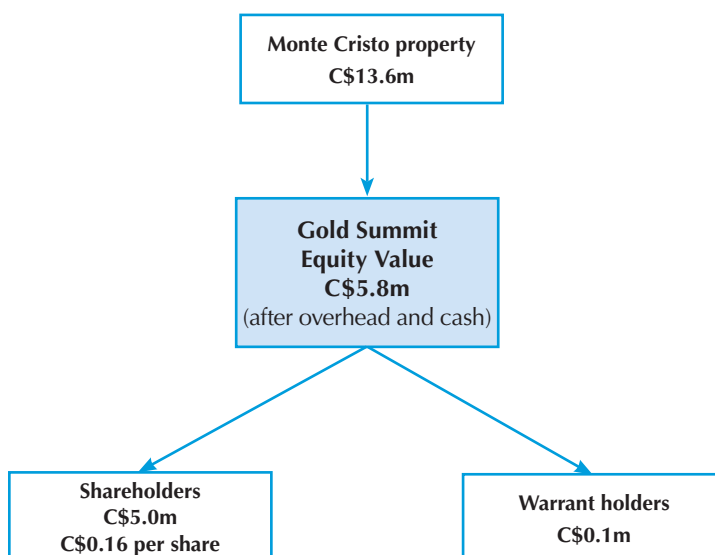 Monte Cristo property
C$13.6m
Gold Summit
Equity Value
C$5.8m
(after overhead and cash)
Shareholders
C$5.0m
C$0.16 per share
Warrant holders
C$0.1m